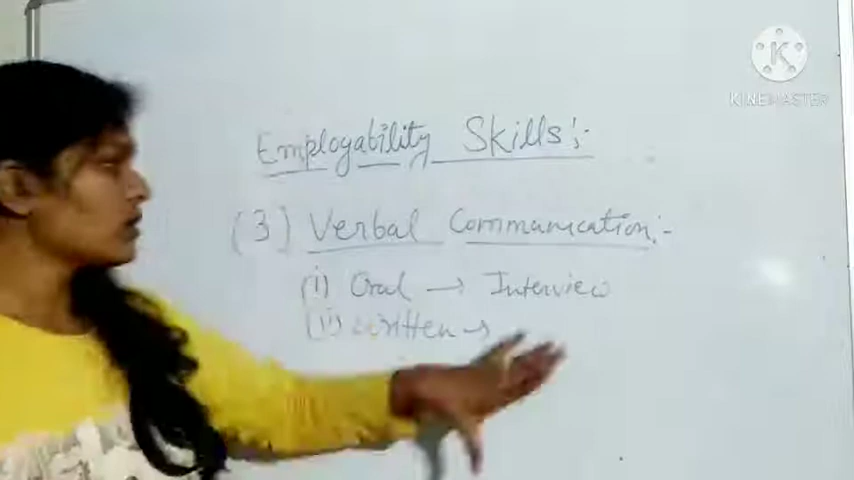 KINEMASTER
Employability Skills:-
(3) Verbal Communication:-
(i) Oral → Interview
(ii) written →